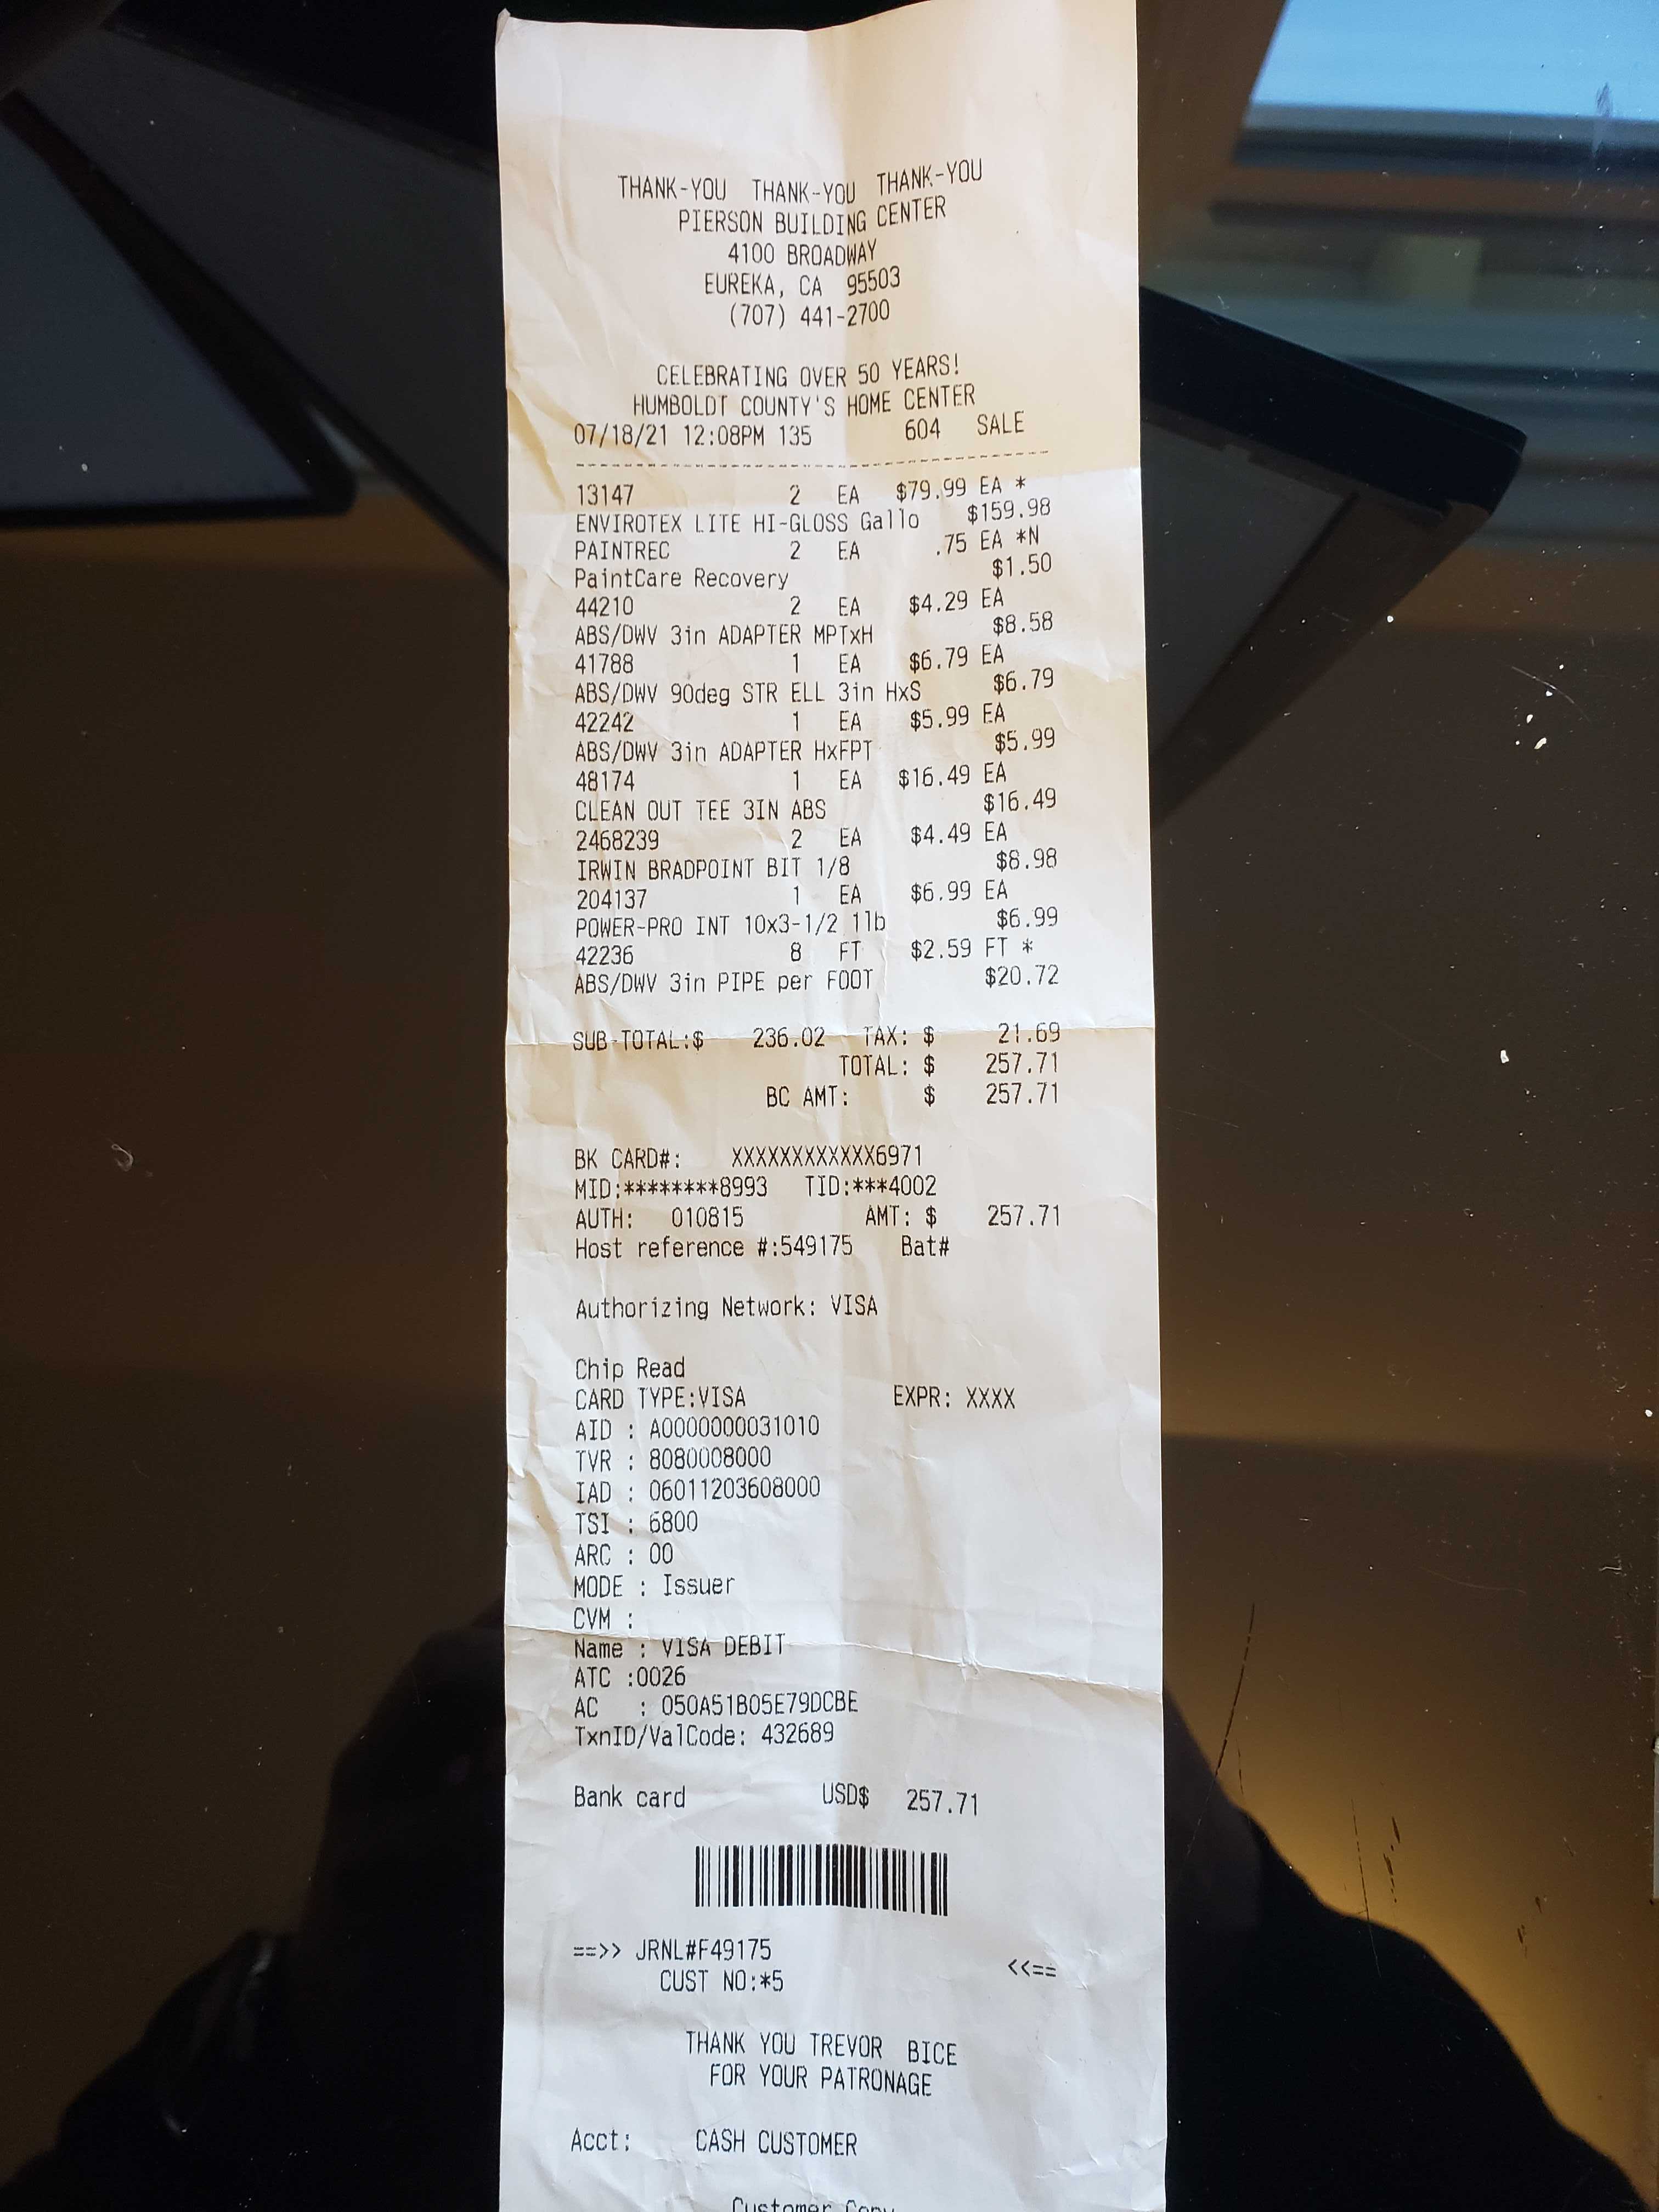 THANK-YOU THANK-YOU THANK-YOU
PIERSON BUILDING CENTER
4100 BROADWAY
EUREKA, CA 95503
(707) 441-2700
CELEBRATING OVER 50 YEARS!
HUMBOLDT COUNTY'S HOME CENTER
07/18/21 12:08PM 135 604 SALE
13147 2 EA $79.99 EA *
ENVIROTEX LITE HI-GLOSS Gallo $159.98
PAINTREC 2 EA .75 EA *N
PaintCare Recovery $1.50
44210 2 EA $4.29 EA
ABS/DWV 3in ADAPTER MPTxH $8.58
41788 1 EA $6.79 EA
ABS/DWV 90deg STR ELL 3in HxS $6.79
42242 1 EA $5.99 EA
ABS/DWV 3in ADAPTER HxFPT $5.99
48174 1 EA $16.49 EA
CLEAN OUT TEE 3IN ABS $16.49
2468239 2 EA $4.49 EA
IRWIN BRADPOINT BIT 1/8 $8.98
204137 1 EA $6.99 EA
POWER-PRO INT 10x3-1/2 1lb $6.99
42236 8 FT $2.59 FT *
ABS/DWV 3in PIPE per FOOT $20.72
SUB-TOTAL:$ 236.02 TAX: $ 21.69
TOTAL: $ 257.71
BC AMT: $ 257.71
BK CARD#: XXXXXXXXXXXX6971
MID:********8993 TID:***4002
AUTH: 010815 AMT: $ 257.71
Host reference #:549175 Bat#
Authorizing Network: VISA
Chip Read
CARD TYPE:VISA EXPR: XXXX
AID : A0000000031010
TVR : 8080008000
IAD : 06011203608000
TSI : 6800
ARC : 00
MODE : Issuer
CVM :
Name : VISA DEBIT
ATC :0026
AC : 050A51B05E79DCBE
TxnID/ValCode: 432689
Bank card USD$ 257.71
==>> JRNL#F49175 <<==
CUST NO:*5
THANK YOU TREVOR BICE
FOR YOUR PATRONAGE
Acct: CASH CUSTOMER
Customer Copy